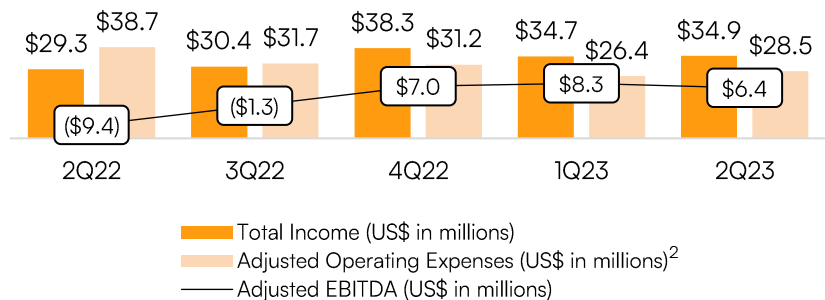 $29.3 $38.7 $30.4 $31.7 $38.3 $31.2 $34.7 $26.4 $34.9 $28.5
($9.4) ($1.3) $7.0 $8.3 $6.4
2Q22 3Q22 4Q22 1Q23 2Q23
Total Income (US$ in millions)
Adjusted Operating Expenses (US$ in millions)2
Adjusted EBITDA (US$ in millions)